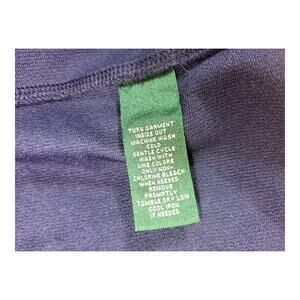 TURN GARMENT
INSIDE OUT
MACHINE WASH
COLD
GENTLE CYCLE
WASH WITH
LIKE COLORS
ONLY NON-
CHLORINE BLEACH
WHEN NEEDED
REMOVE
PROMPTLY
TUMBLE DRY LOW
COOL IRON
IF NEEDED